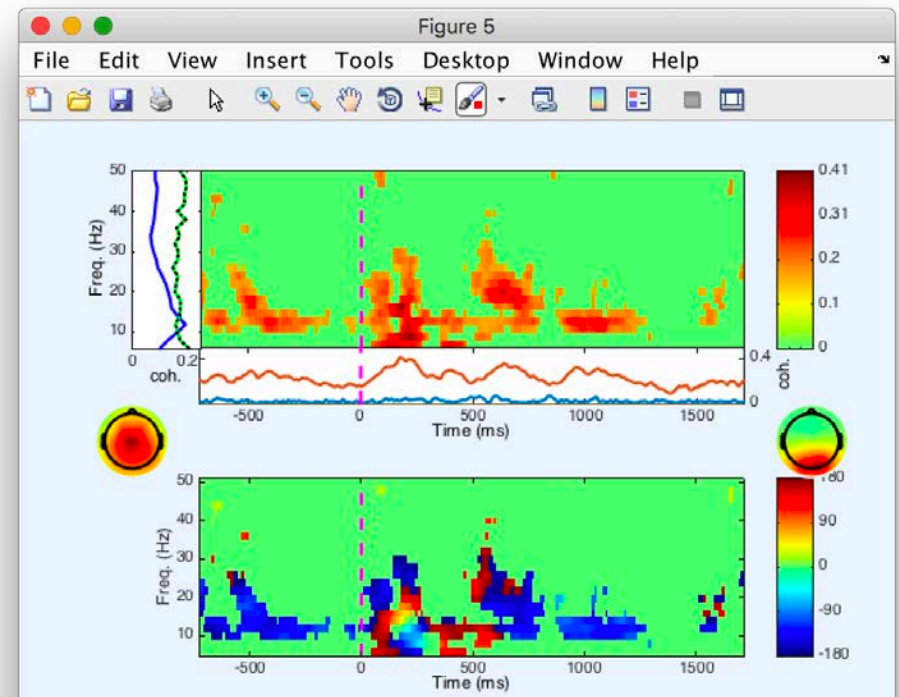 Figure 5
File Edit View Insert Tools Desktop Window Help
50
40
30
20
10
Freq. (Hz)
0 0.2
coh.
0.41
0.31
0.2
0.1
0
0.4
0
coh.
-500 0 500 1000 1500
Time (ms)
50
40
30
20
10
Freq. (Hz)
-500 0 500 1000 1500
Time (ms)
180
90
0
-90
-180